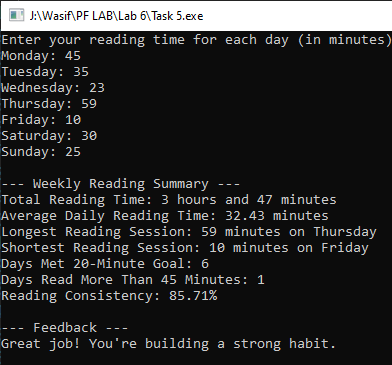 J:\Wasif\PF LAB\Lab 6\Task 5.exe
Enter your reading time for each day (in minutes)
Monday: 45
Tuesday: 35
Wednesday: 23
Thursday: 59
Friday: 10
Saturday: 30
Sunday: 25
--- Weekly Reading Summary ---
Total Reading Time: 3 hours and 47 minutes
Average Daily Reading Time: 32.43 minutes
Longest Reading Session: 59 minutes on Thursday
Shortest Reading Session: 10 minutes on Friday
Days Met 20-Minute Goal: 6
Days Read More Than 45 Minutes: 1
Reading Consistency: 85.71%
--- Feedback ---
Great job! You're building a strong habit.